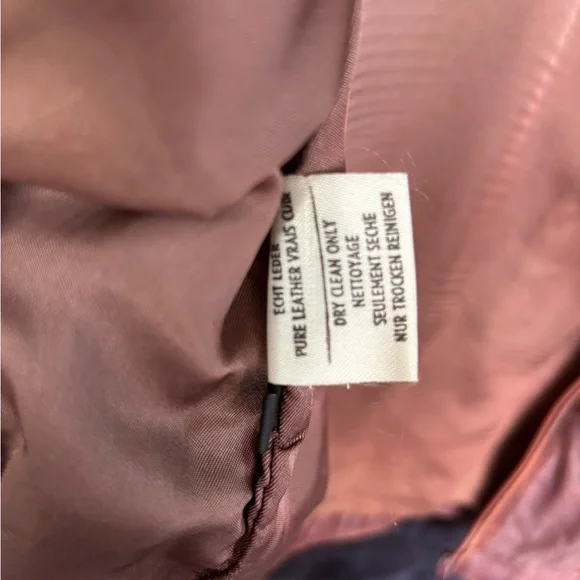 ECHT LEDER
PURE LEATHER VRAIS CUIR
DRY CLEAN ONLY
NETTOYAGE
SEULEMENT SECHE
NUR TROCKEN REINIGEN